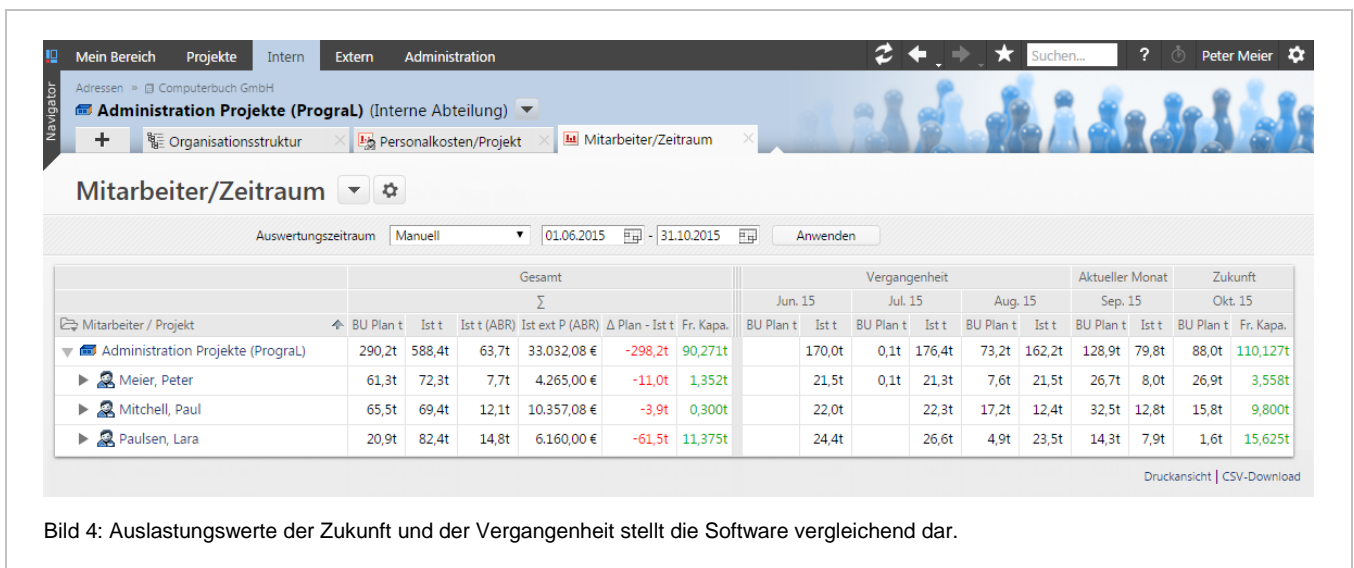 Mein Bereich Projekte Intern Extern Administration Suchen... ? Peter Meier
Navigator
Adressen » Computerbuch GmbH
Administration Projekte (PrograL) (Interne Abteilung)
+ Organisationsstruktur × Personalkosten/Projekt × Mitarbeiter/Zeitraum ×
Mitarbeiter/Zeitraum
Auswertungszeitraum Manuell 01.06.2015 - 31.10.2015 Anwenden
Gesamt Vergangenheit Aktueller Monat Zukunft
∑ Jun. 15 Jul. 15 Aug. 15 Sep. 15 Okt. 15
Mitarbeiter / Projekt BU Plan t Ist t Ist t (ABR) Ist ext P (ABR) Δ Plan - Ist t Fr. Kapa. BU Plan t Ist t BU Plan t Ist t BU Plan t Ist t BU Plan t Ist t BU Plan t Fr. Kapa.
Administration Projekte (PrograL) 290,2t 588,4t 63,7t 33.032,08 € -298,2t 90,271t 170,0t 0,1t 176,4t 73,2t 162,2t 128,9t 79,8t 88,0t 110,127t
Meier, Peter 61,3t 72,3t 7,7t 4.265,00 € -11,0t 1,352t 21,5t 0,1t 21,3t 7,6t 21,5t 26,7t 8,0t 26,9t 3,558t
Mitchell, Paul 65,5t 69,4t 12,1t 10.357,08 € -3,9t 0,300t 22,0t 22,3t 17,2t 12,4t 32,5t 12,8t 15,8t 9,800t
Paulsen, Lara 20,9t 82,4t 14,8t 6.160,00 € -61,5t 11,375t 24,4t 26,6t 4,9t 23,5t 14,3t 7,9t 1,6t 15,625t
Druckansicht | CSV-Download
Bild 4: Auslastungswerte der Zukunft und der Vergangenheit stellt die Software vergleichend dar.